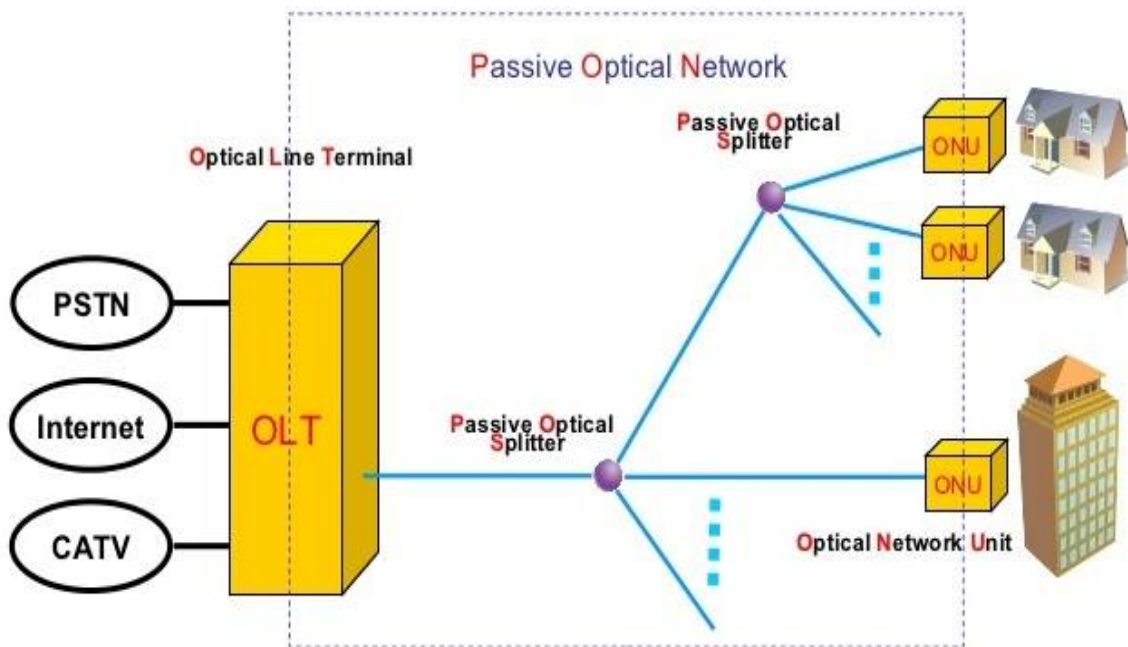 Passive Optical Network
Passive Optical
Splitter
ONU
Optical Line Terminal
ONU
PSTN
Internet
OLT
Passive Optical
Splitter
ONU
CATV
Optical Network Unit